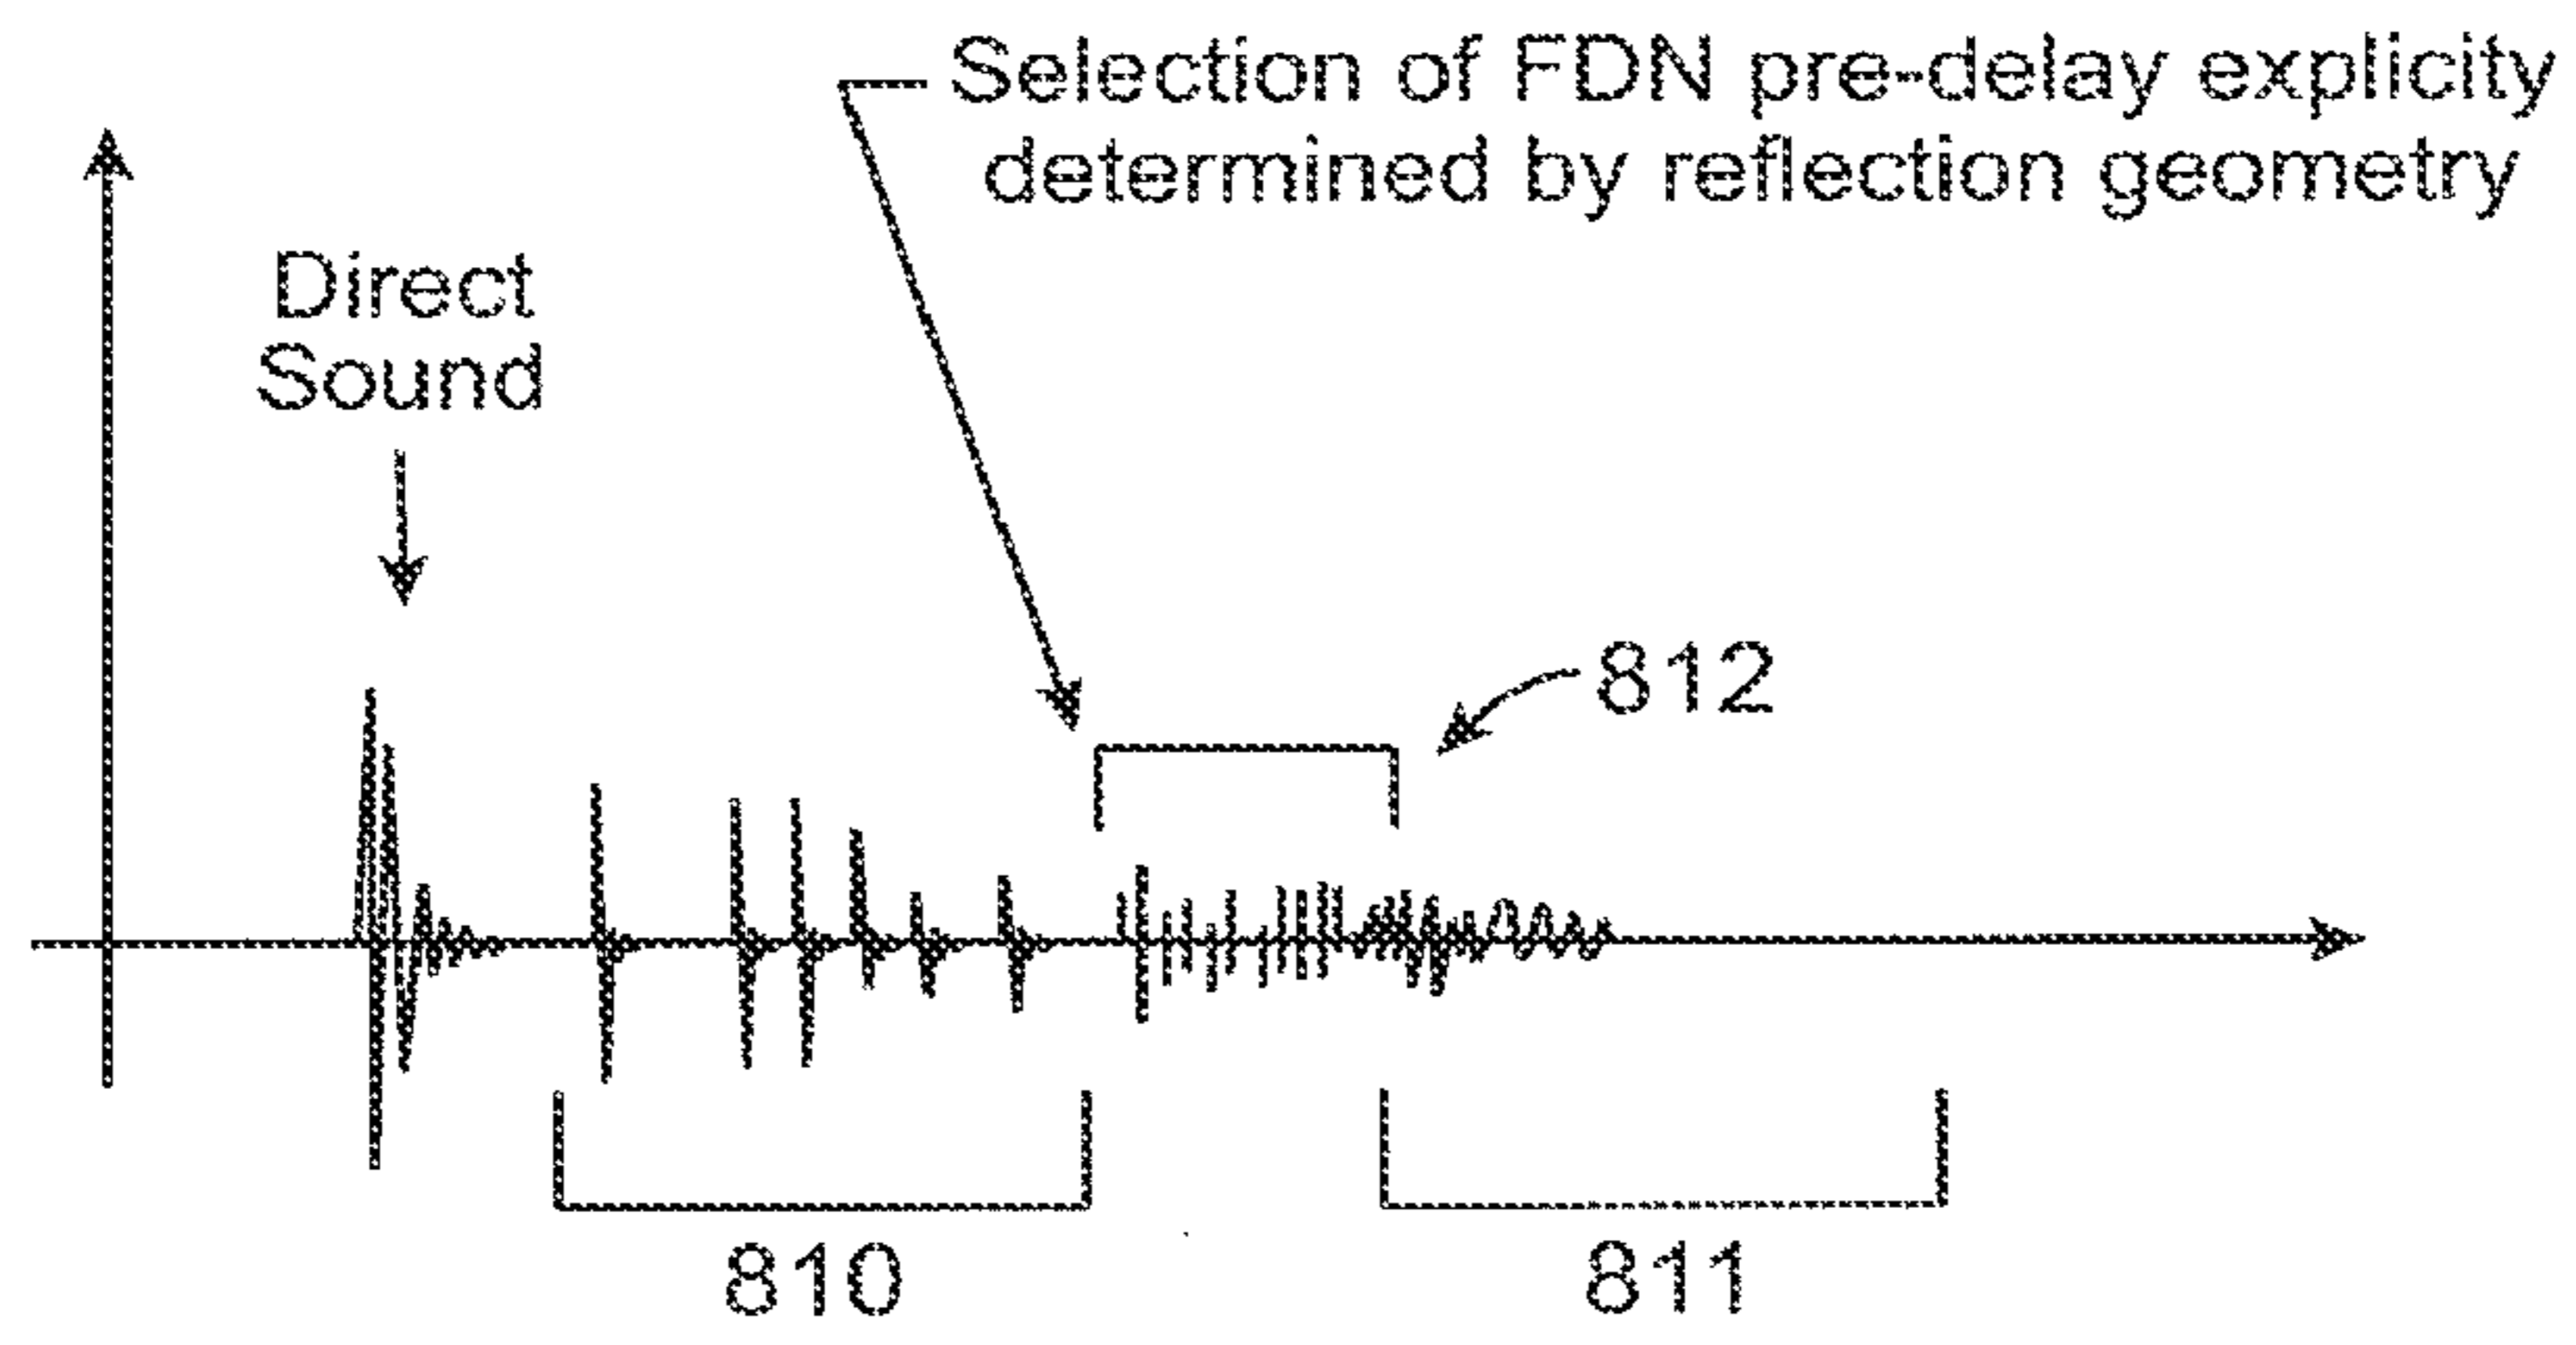 Selection of FDN pre-delay explicity
determined by reflection geometry
Direct
Sound
812
810
811